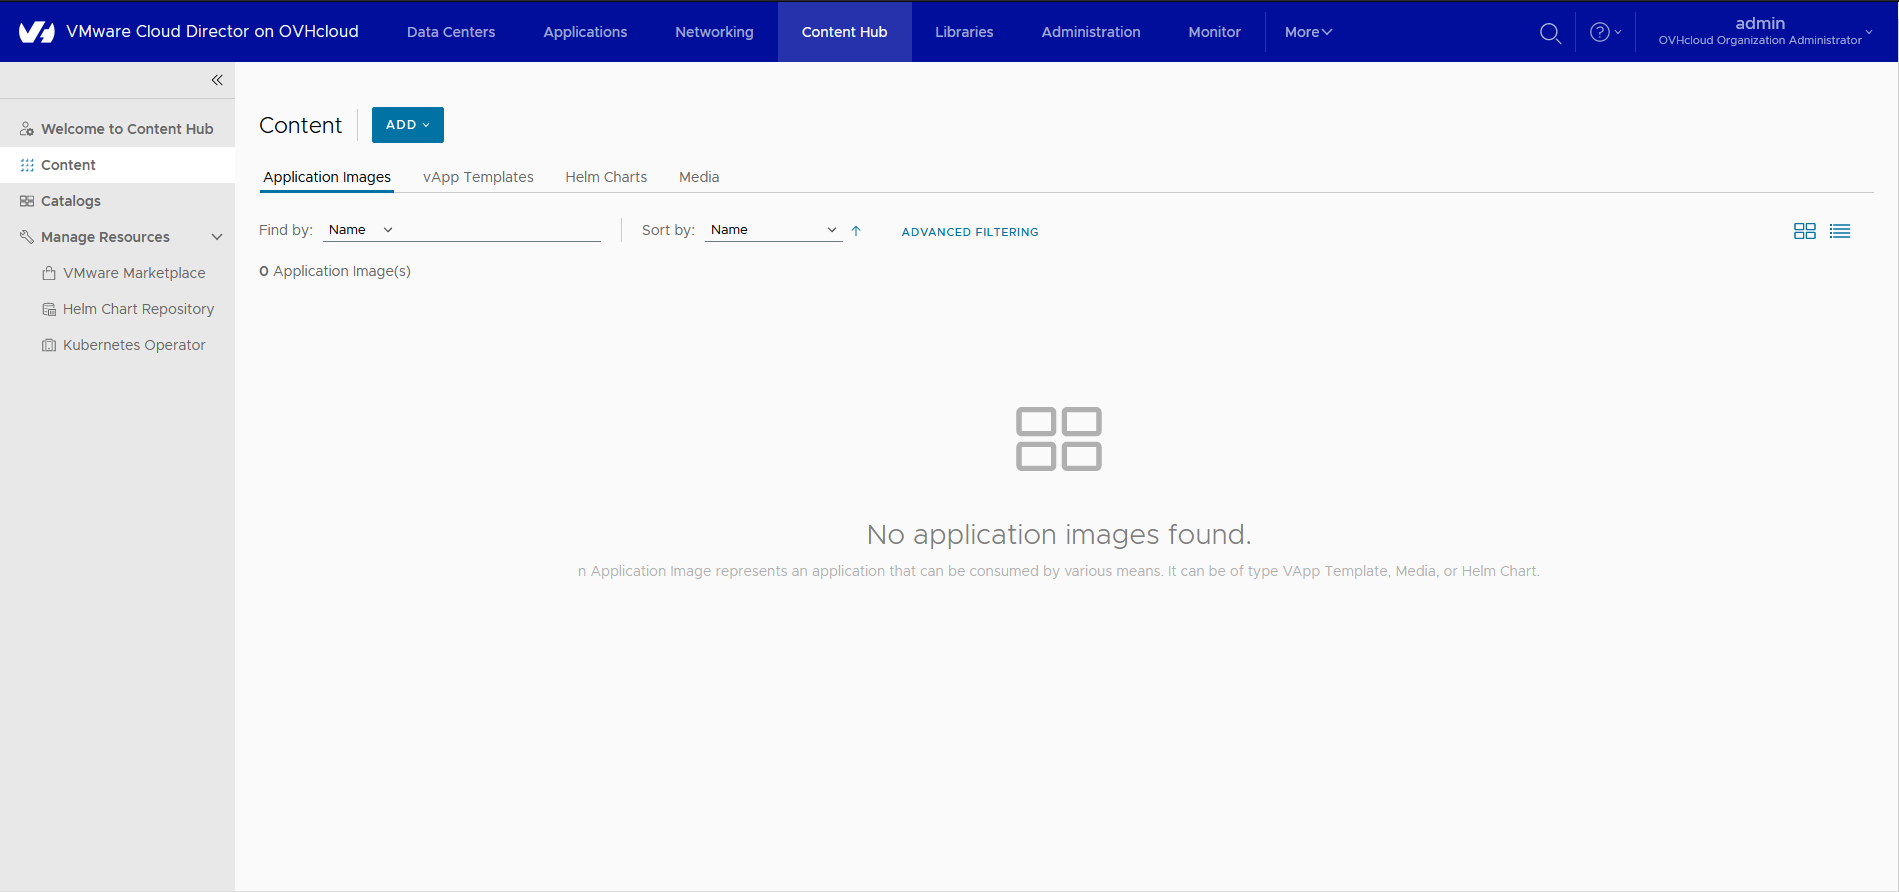 VMware Cloud Director on OVHcloud
Data Centers
Applications
Networking
Content Hub
Libraries
Administration
Monitor
More
admin
OVHcloud Organization Administrator
Welcome to Content Hub
Content
Catalogs
Manage Resources
VMware Marketplace
Helm Chart Repository
Kubernetes Operator
Content
ADD
Application Images
vApp Templates
Helm Charts
Media
Find by: Name
Sort by: Name
ADVANCED FILTERING
0 Application Image(s)
No application images found.
n Application Image represents an application that can be consumed by various means. It can be of type VApp Template, Media, or Helm Chart.